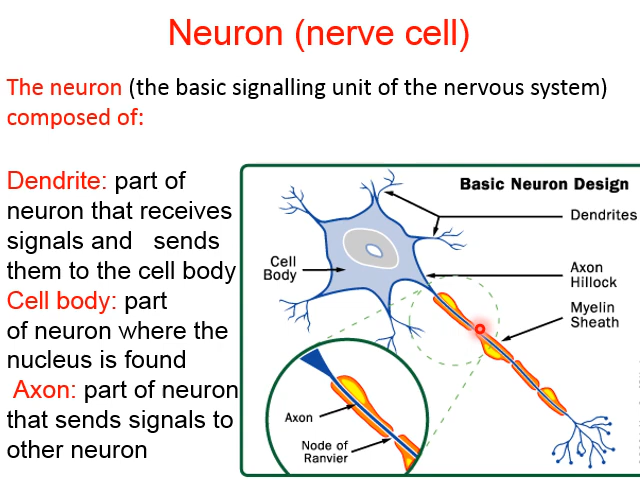 Neuron (nerve cell)
The neuron (the basic signalling unit of the nervous system)
composed of:
Dendrite: part of
neuron that receives
signals and sends
them to the cell body
Cell body: part
of neuron where the
nucleus is found
Axon: part of neuron
that sends signals to
other neuron
Basic Neuron Design
Dendrites
Cell
Body
Axon
Hillock
Myelin
Sheath
Axon
Node of
Ranvier